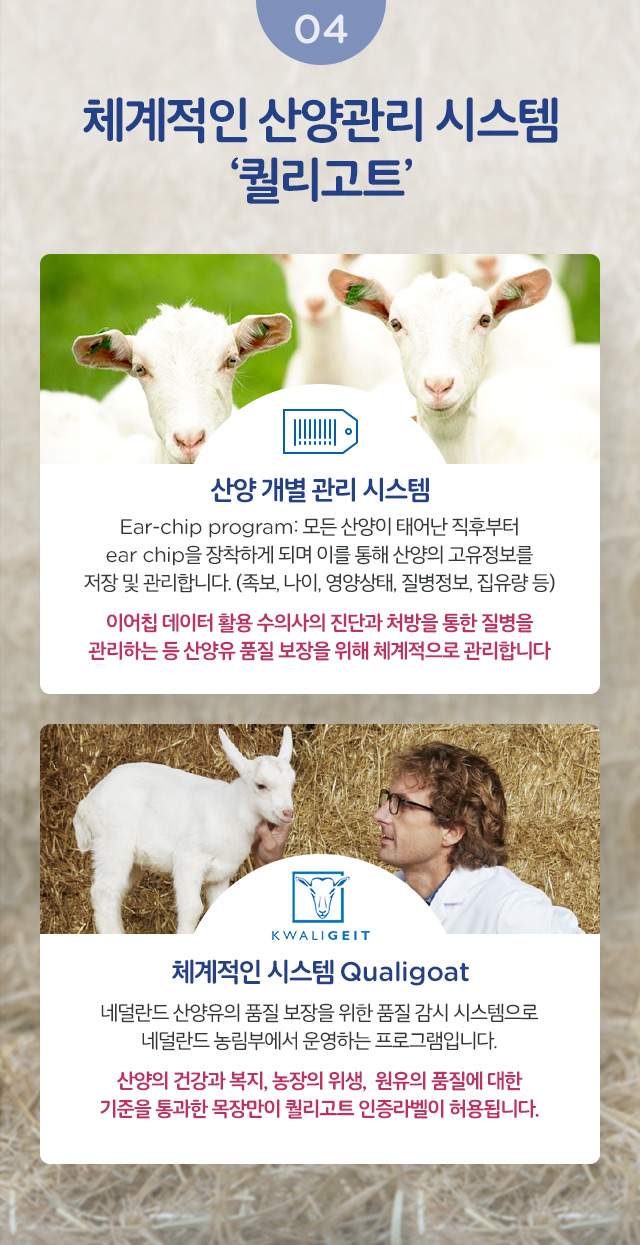 04
체계적인 산양관리 시스템
‘퀄리고트’
산양 개별 관리 시스템
Ear-chip program: 모든 산양이 태어난 직후부터
ear chip을 장착하게 되며 이를 통해 산양의 고유정보를
저장 및 관리합니다. (족보, 나이, 영양상태, 질병정보, 집유량 등)
이어칩 데이터 활용 수의사의 진단과 처방을 통한 질병을
관리하는 등 산양유 품질 보장을 위해 체계적으로 관리합니다
KWALIGEIT
체계적인 시스템 Qualigoat
네덜란드 산양유의 품질 보장을 위한 품질 감시 시스템으로
네덜란드 농림부에서 운영하는 프로그램입니다.
산양의 건강과 복지, 농장의 위생, 원유의 품질에 대한
기준을 통과한 목장만이 퀄리고트 인증라벨이 허용됩니다.